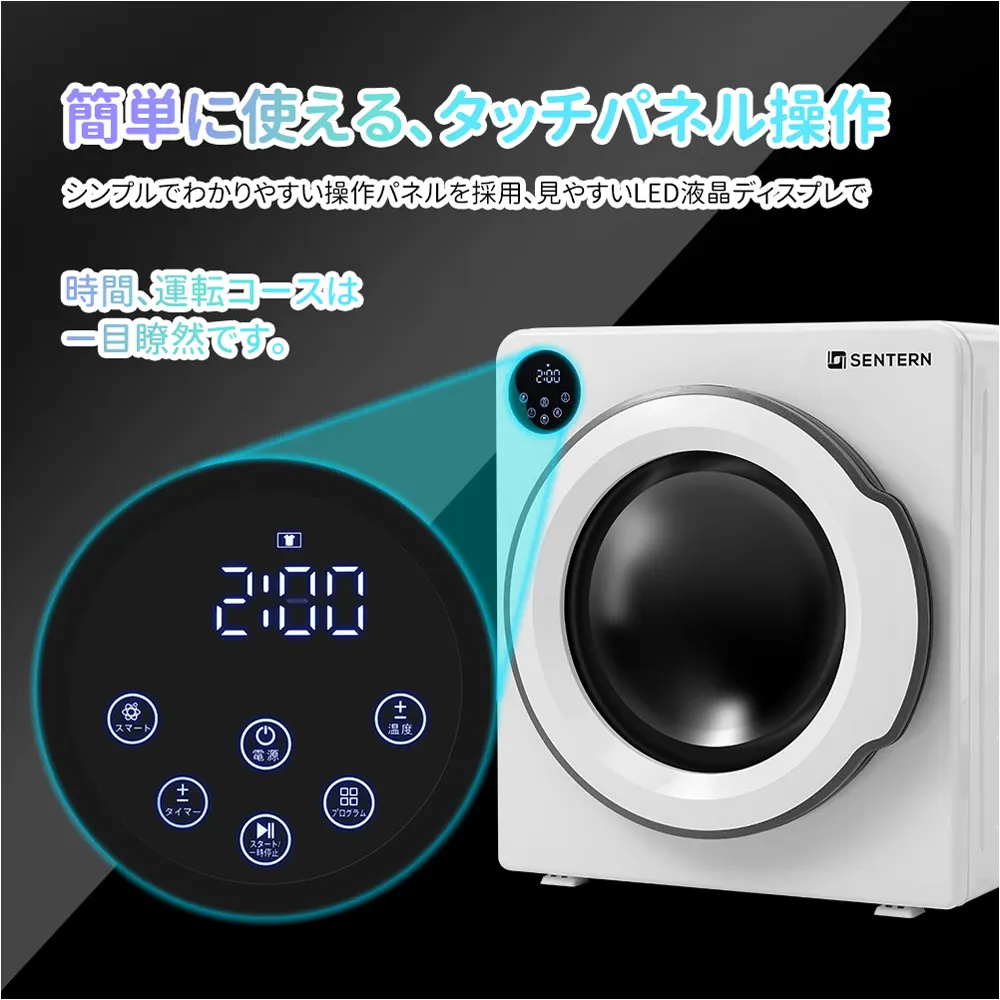 簡単に使える、タッチパネル操作
シンプルでわかりやすい操作パネルを採用、見やすいLED液晶ディスプレで
時間、運転コースは
一目瞭然です。
SENTERN
2:00
2:00
スマート
電源
温度
タイマー
スタート/
一時停止
プログラム